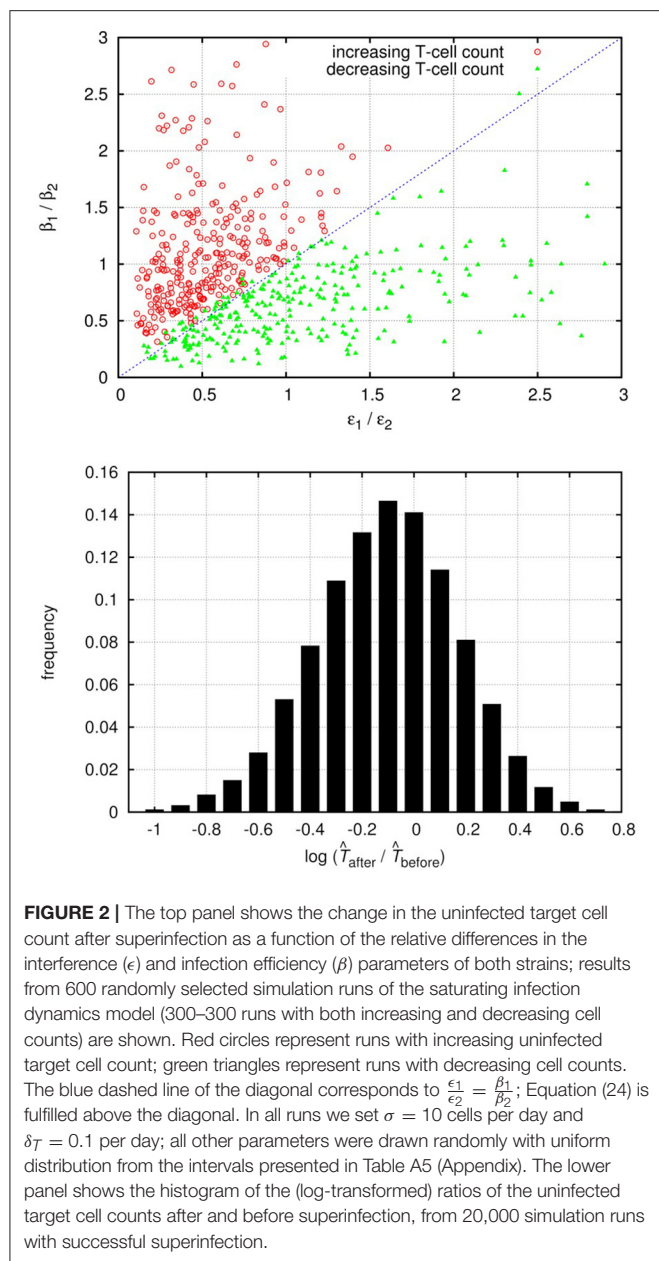 3
2.5
2
1.5
1
0.5
0
β1 / β2
increasing T-cell count
decreasing T-cell count
0 0.5 1 1.5 2 2.5 3
ε1 / ε2
0.16
0.14
0.12
0.1
0.08
0.06
0.04
0.02
0
frequency
-1 -0.8 -0.6 -0.4 -0.2 0 0.2 0.4 0.6 0.8
log (T̂after / T̂before)
FIGURE 2 | The top panel shows the change in the uninfected target cell
count after superinfection as a function of the relative differences in the
interference (ϵ) and infection efficiency (β) parameters of both strains; results
from 600 randomly selected simulation runs of the saturating infection
dynamics model (300–300 runs with both increasing and decreasing cell
counts) are shown. Red circles represent runs with increasing uninfected
target cell count; green triangles represent runs with decreasing cell counts.
The blue dashed line of the diagonal corresponds to ϵ1/ϵ2 = β1/β2; Equation (24) is
fulfilled above the diagonal. In all runs we set σ = 10 cells per day and
δT = 0.1 per day; all other parameters were drawn randomly with uniform
distribution from the intervals presented in Table A5 (Appendix). The lower
panel shows the histogram of the (log-transformed) ratios of the uninfected
target cell counts after and before superinfection, from 20,000 simulation runs
with successful superinfection.